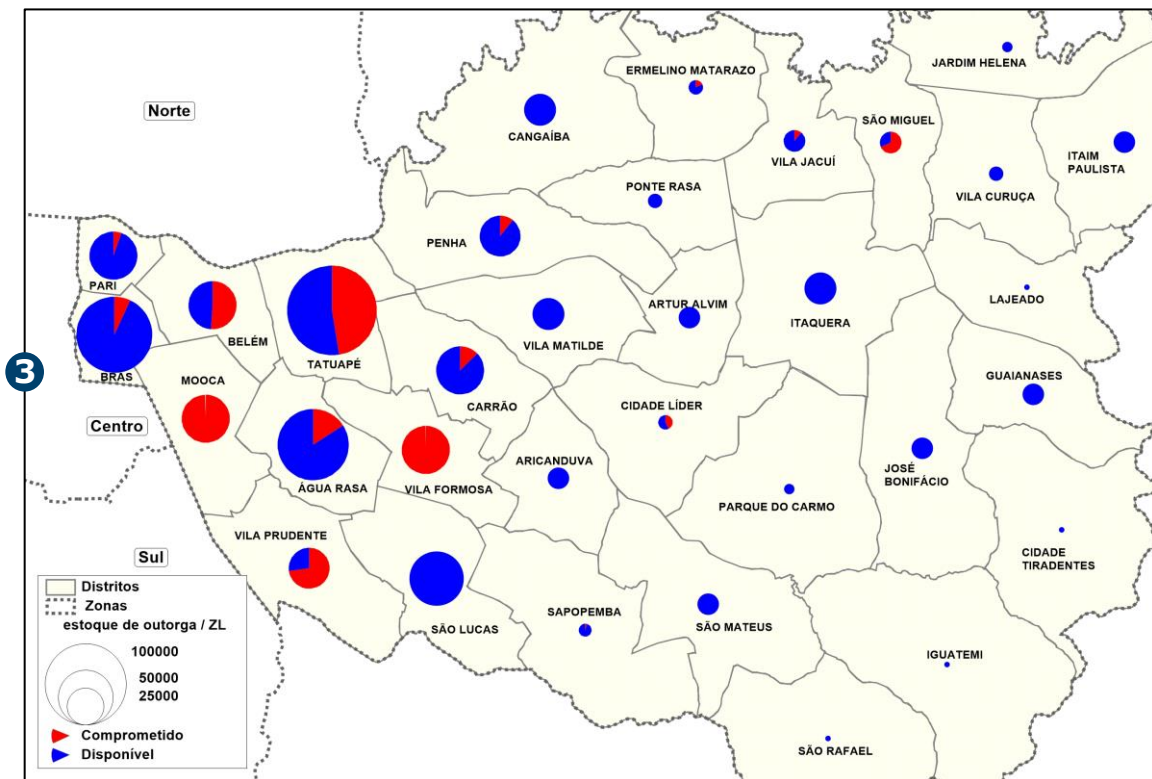 JARDIM HELENA
ERMELINO MATARAZO
Norte
SÃO MIGUEL
CANGAÍBA
VILA JACUÍ
ITAIM
PAULISTA
PONTE RASA
VILA CURUÇA
PENHA
PARI
ARTUR ALVIM
LAJEADO
ITAQUERA
BELÉM
VILA MATILDE
TATUAPÉ
BRAS
3
MOOCA
GUAIANASES
CARRÃO
CIDADE LÍDER
Centro
ARICANDUVA
JOSÉ
BONIFÁCIO
ÁGUA RASA
VILA FORMOSA
PARQUE DO CARMO
VILA PRUDENTE
CIDADE
TIRADENTES
Sul
Distritos
Zonas
estoque de outorga / ZL
100000
50000
25000
Comprometido
Disponível
SAPOPEMBA
SÃO LUCAS
SÃO MATEUS
IGUATEMI
SÃO RAFAEL